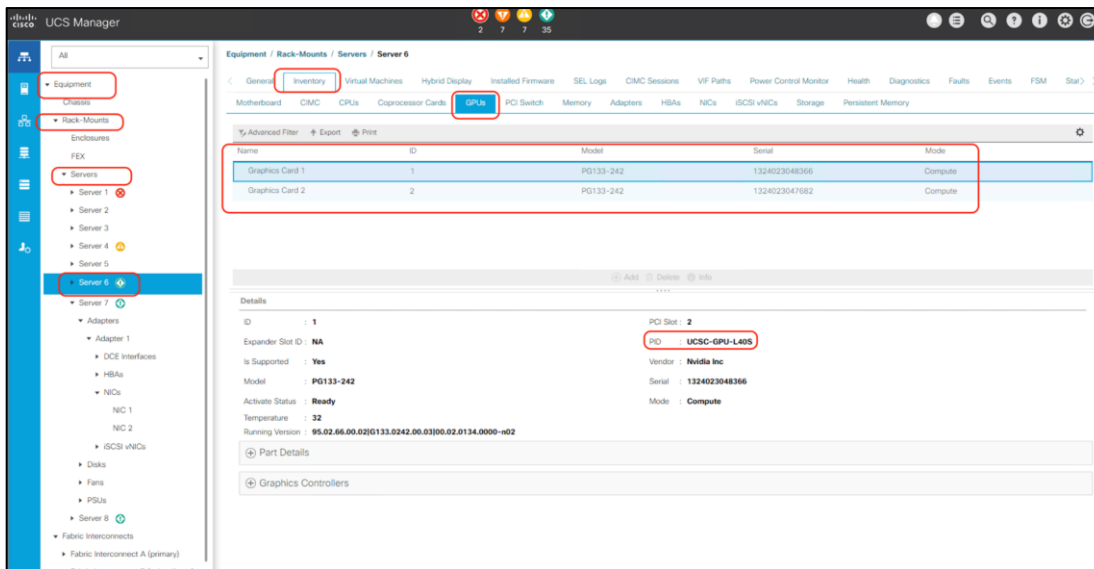 CISCO UCS Manager
2 7 7 35
All
Equipment
Chassis
Rack-Mounts
Enclosures
FEX
Servers
Server 1
Server 2
Server 3
Server 4
Server 5
Server 6
Server 7
Adapters
Adapter 1
DCE Interfaces
HBAs
NICs
NIC 1
NIC 2
iSCSI vNICs
Disks
Fans
PSUs
Server 8
Fabric Interconnects
Fabric Interconnect A (primary)
Equipment / Rack-Mounts / Servers / Server 6
General Inventory Virtual Machines Hybrid Display Installed Firmware SEL Logs CIMC Sessions VIF Paths Power Control Monitor Health Diagnostics Faults Events FSM
Motherboard CIMC CPUs Coprocessor Cards GPUs PCI Switch Memory Adapters HBAs NICs iSCSI vNICs Storage Persistent Memory
Advanced Filter Export Print
Name ID Model Serial Mode
Graphics Card 1 1 PG133-242 1324023048366 Compute
Graphics Card 2 2 PG133-242 1324023047682 Compute
Add Delete Info
Details
ID : 1 PCI Slot : 2
Expander Slot ID : NA PID : UCSC-GPU-L40S
Is Supported : Yes Vendor : Nvidia Inc
Model : PG133-242 Serial : 1324023048366
Activate Status : Ready Mode : Compute
Temperature : 32
Running Version : 95.02.66.00.02|G133.0242.00.03|00.02.0134.0000-n02
Part Details
Graphics Controllers